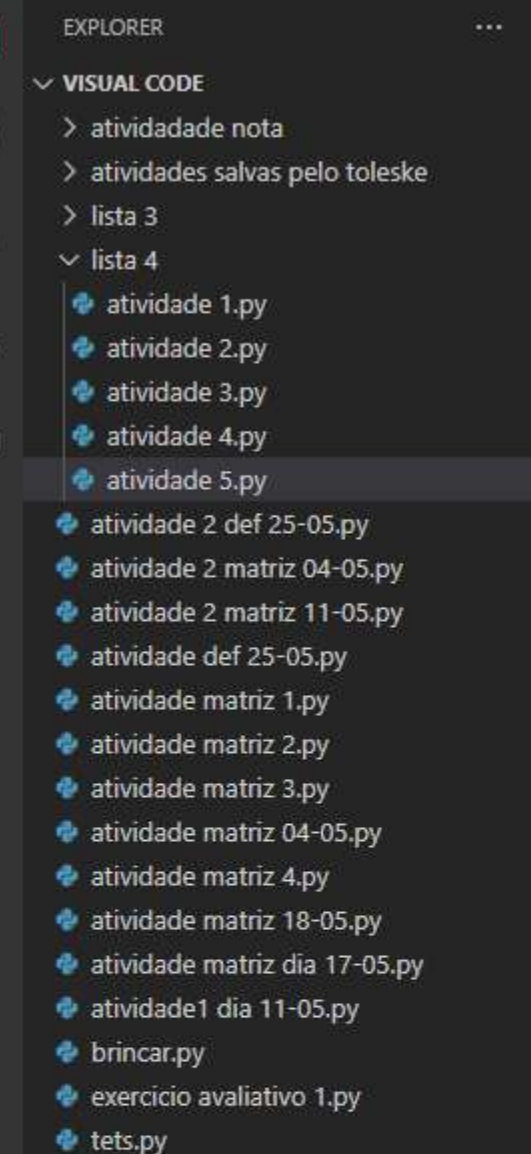 EXPLORER
VISUAL CODE
atividadade nota
atividades salvas pelo toleske
lista 3
lista 4
atividade 1.py
atividade 2.py
atividade 3.py
atividade 4.py
atividade 5.py
atividade 2 def 25-05.py
atividade 2 matriz 04-05.py
atividade 2 matriz 11-05.py
atividade def 25-05.py
atividade matriz 1.py
atividade matriz 2.py
atividade matriz 3.py
atividade matriz 04-05.py
atividade matriz 4.py
atividade matriz 18-05.py
atividade matriz dia 17-05.py
atividade1 dia 11-05.py
brincar.py
exercicio avaliativo 1.py
tets.py